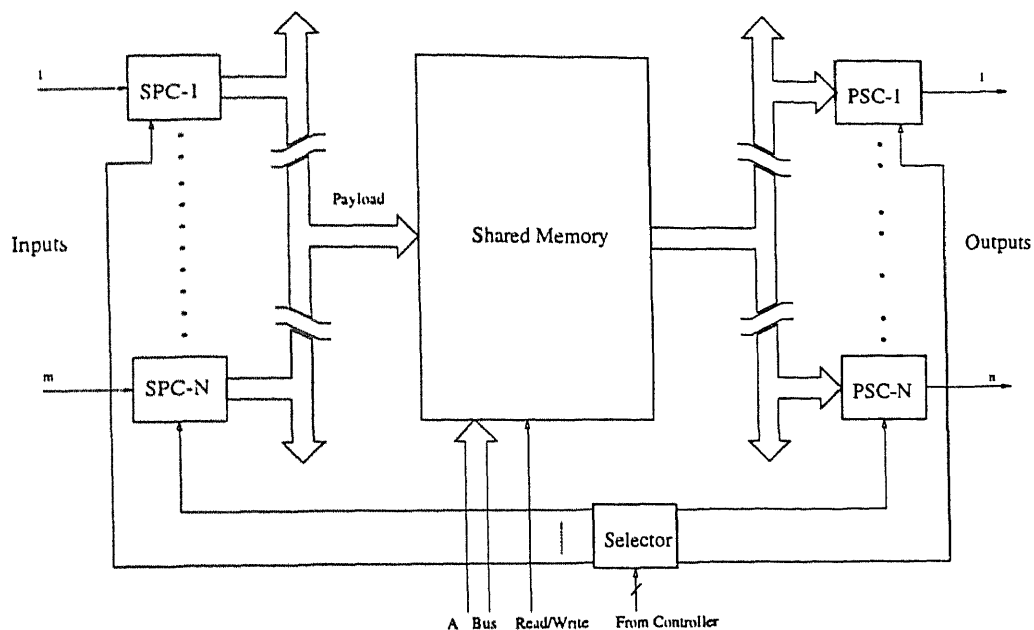 1
SPC-1
PSC-1
1
Payload
Inputs
Shared Memory
Outputs
m
SPC-N
PSC-N
n
Selector
A Bus
Read/Write
From Controller